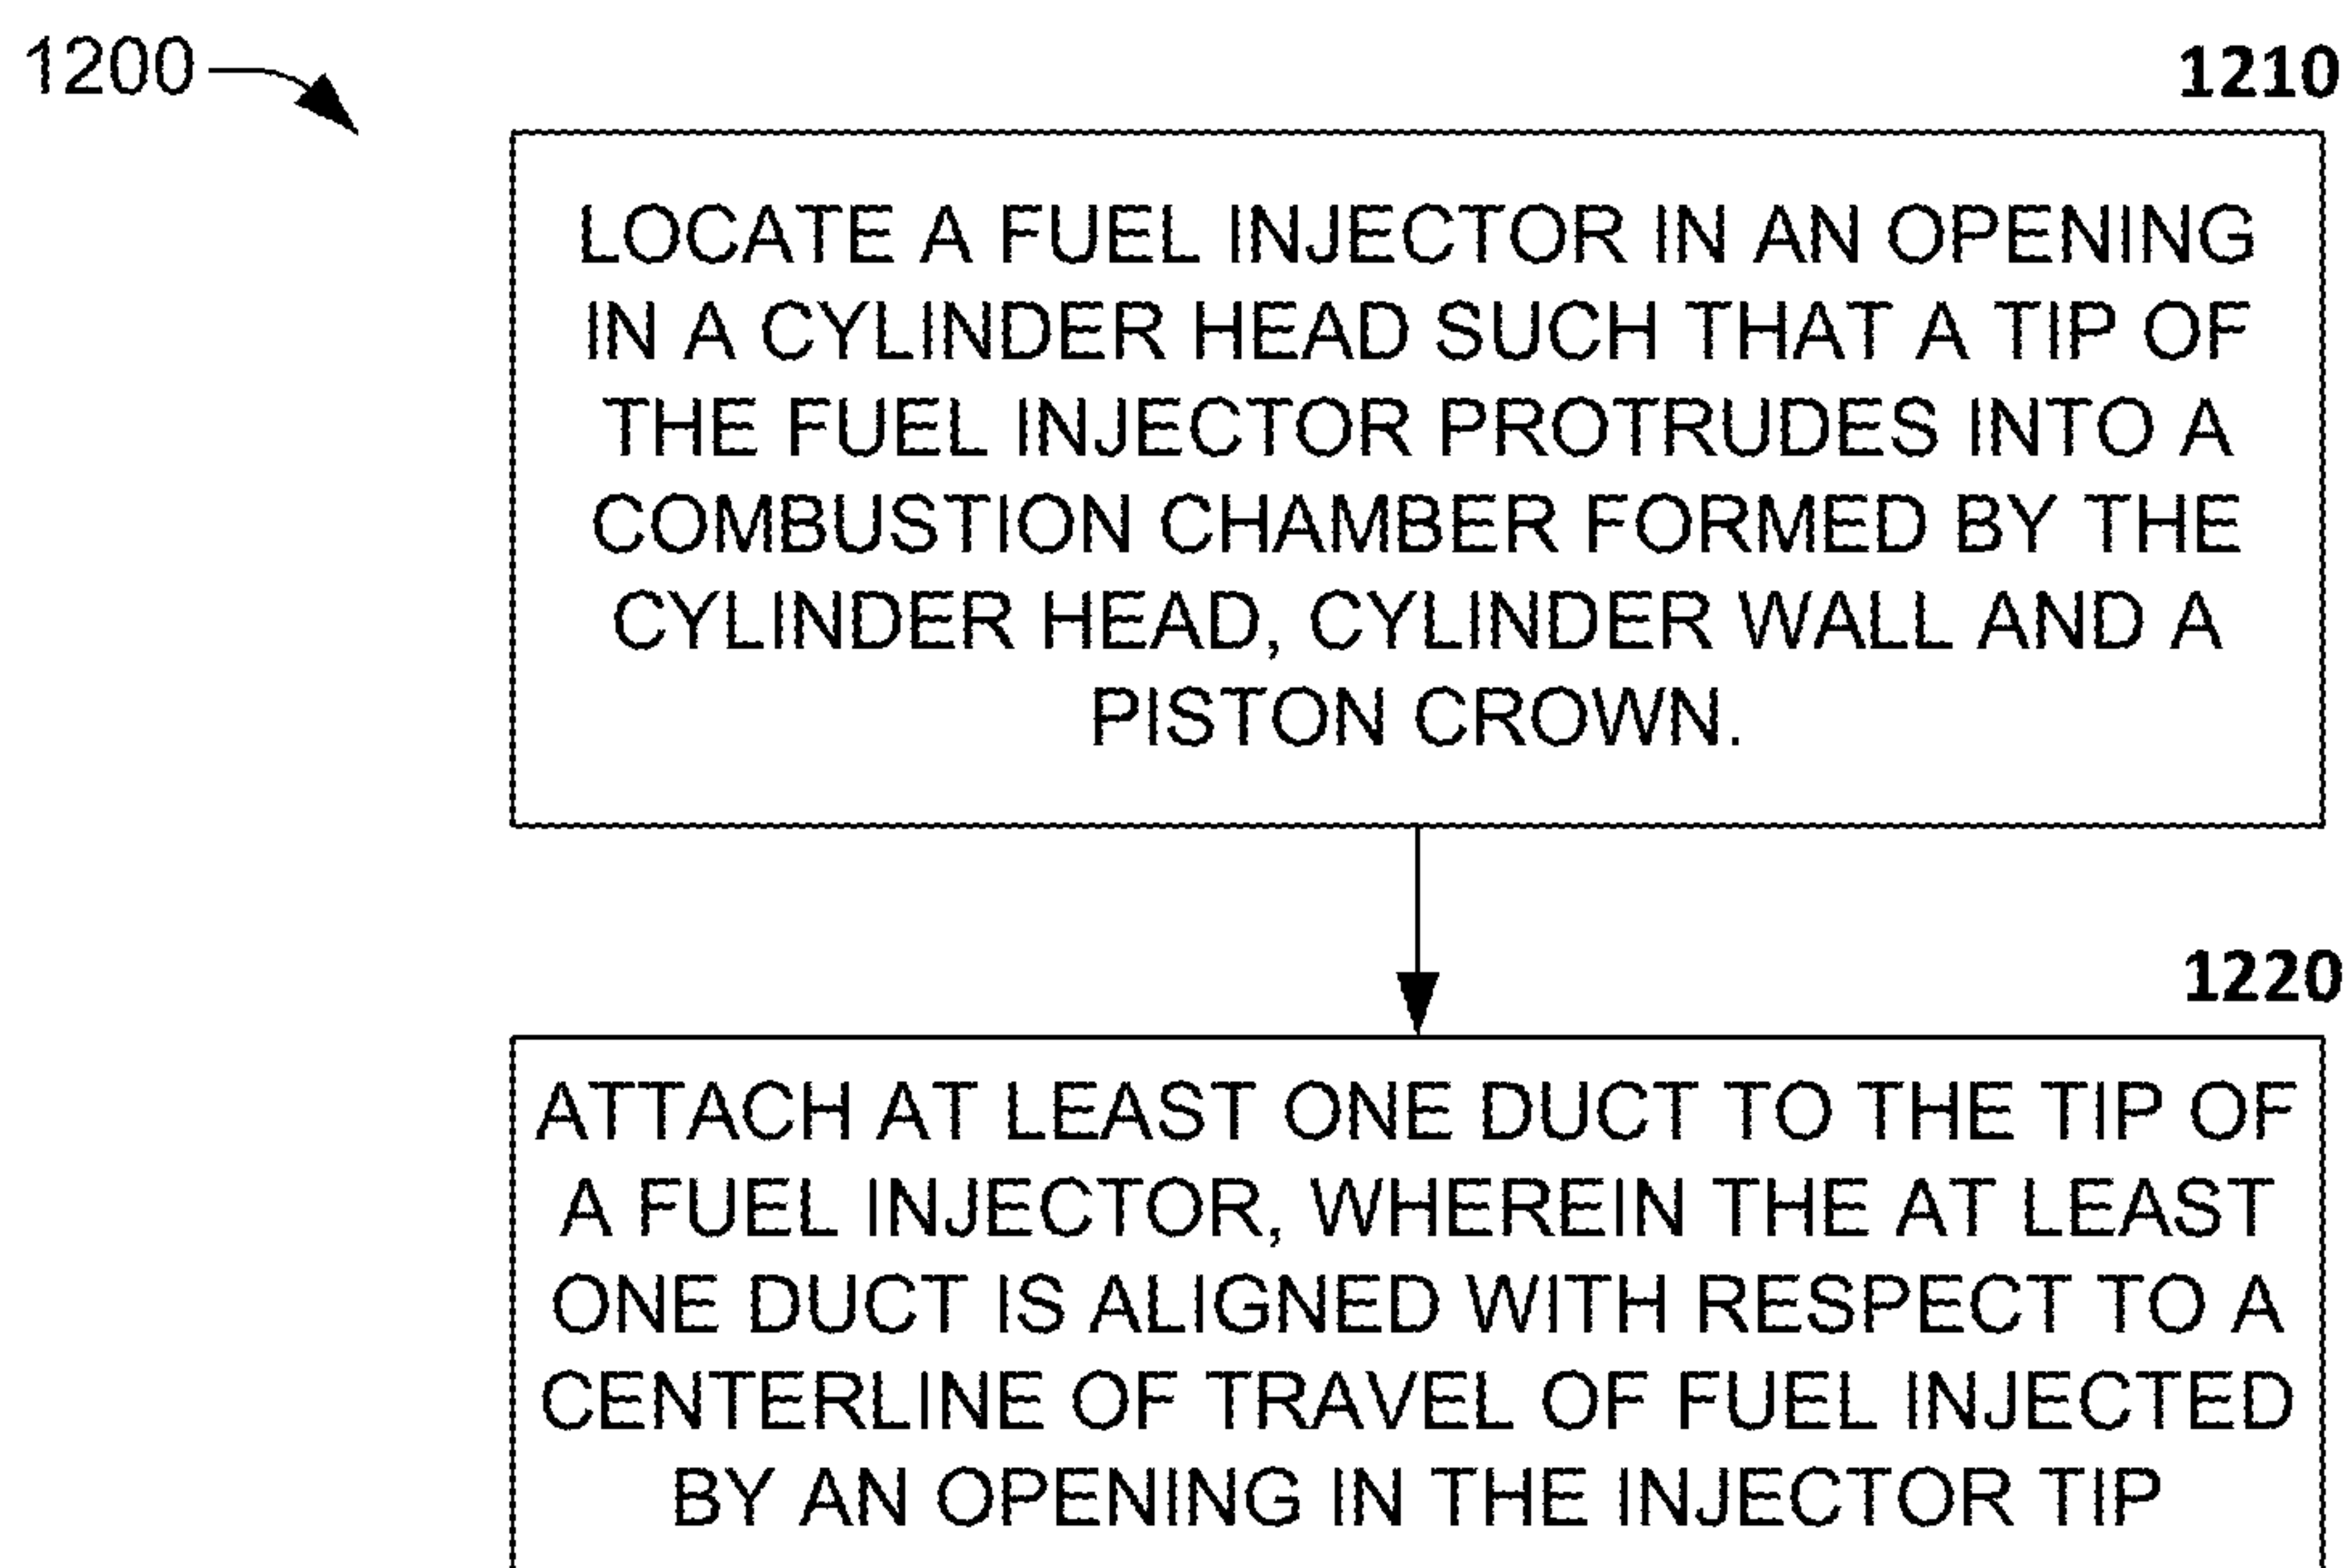 1200
1210
LOCATE A FUEL INJECTOR IN AN OPENING
IN A CYLINDER HEAD SUCH THAT A TIP OF
THE FUEL INJECTOR PROTRUDES INTO A
COMBUSTION CHAMBER FORMED BY THE
CYLINDER HEAD, CYLINDER WALL AND A
PISTON CROWN.
1220
ATTACH AT LEAST ONE DUCT TO THE TIP OF
A FUEL INJECTOR, WHEREIN THE AT LEAST
ONE DUCT IS ALIGNED WITH RESPECT TO A
CENTERLINE OF TRAVEL OF FUEL INJECTED
BY AN OPENING IN THE INJECTOR TIP